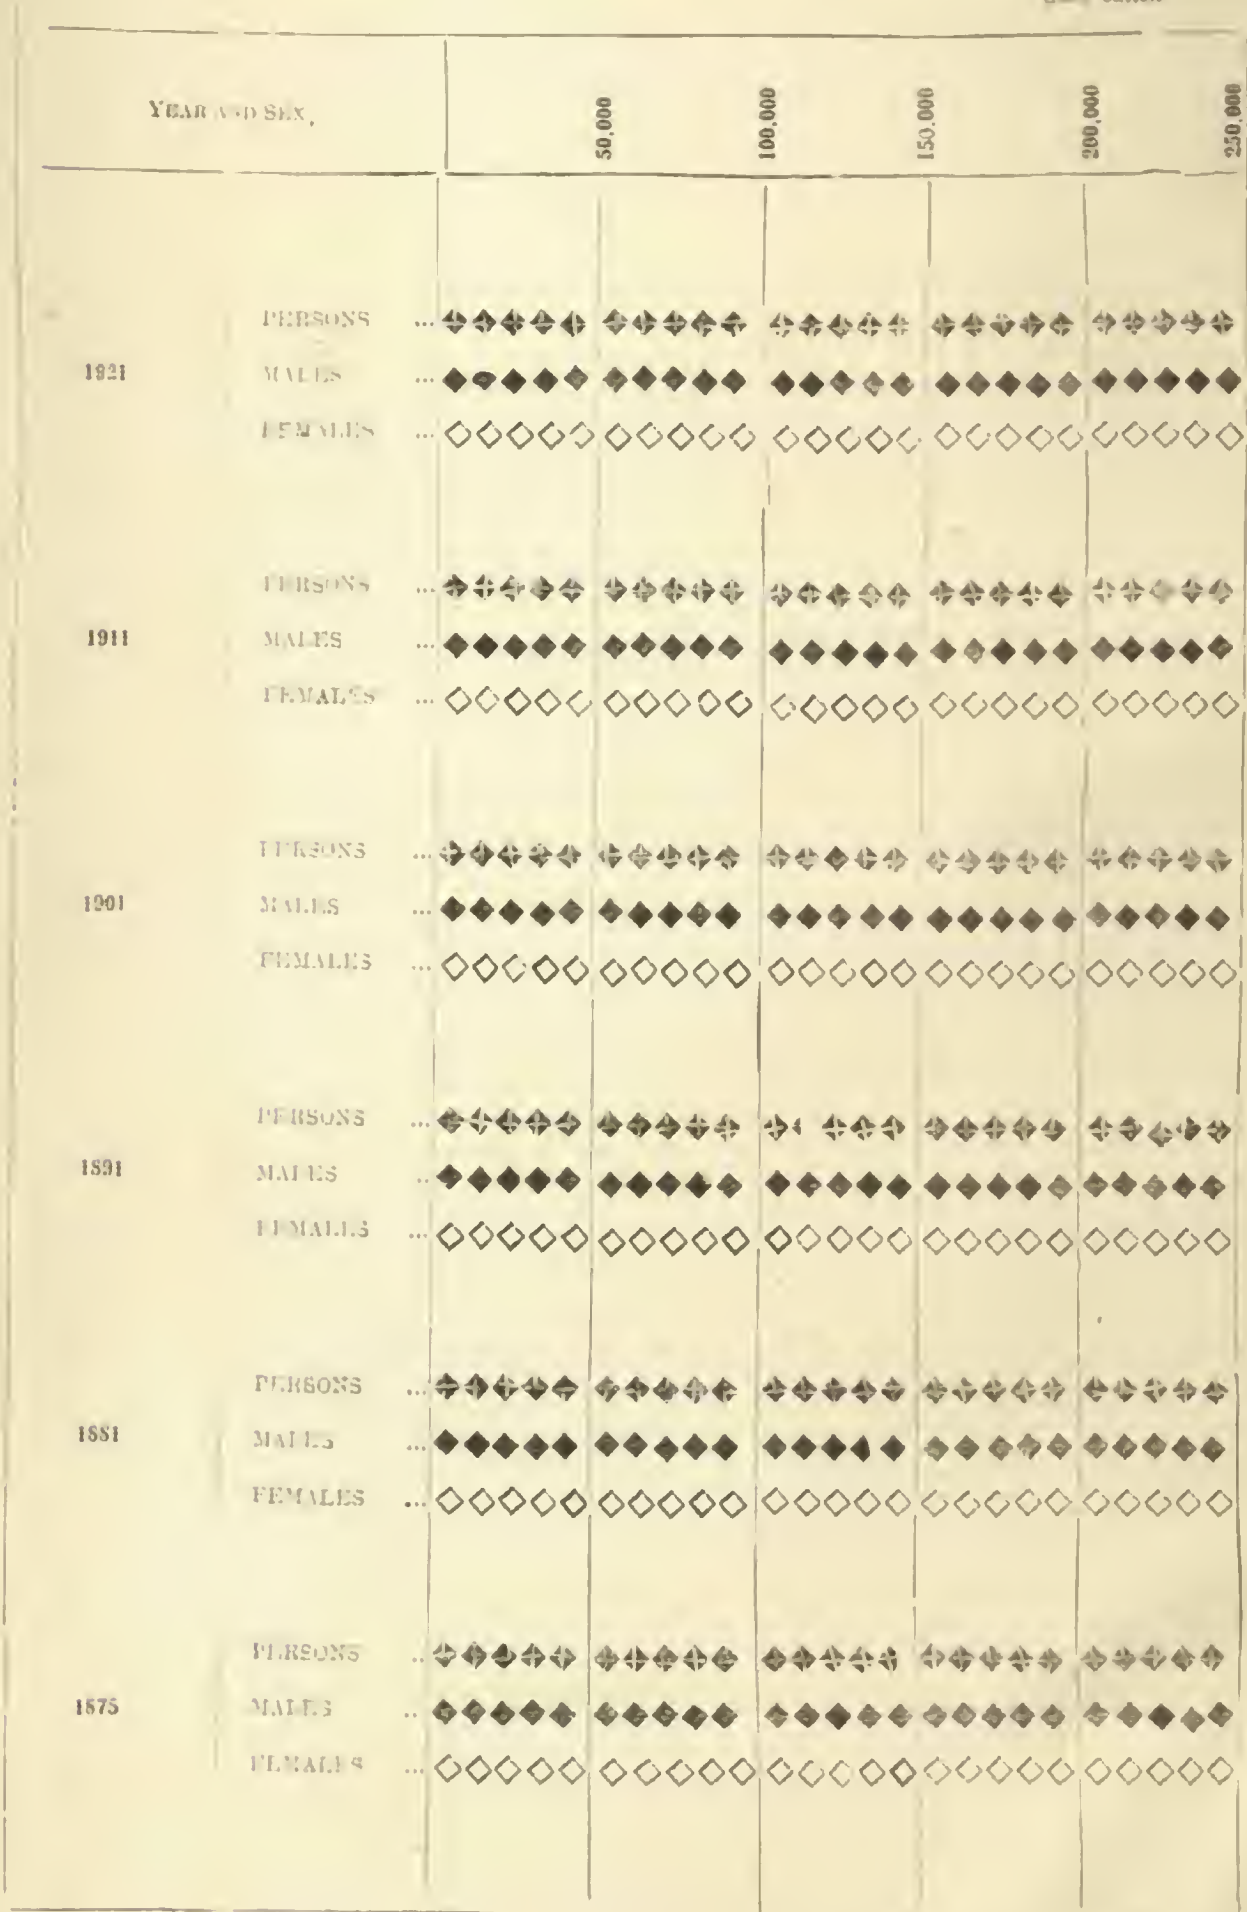 YEAR AND SEX.
50,000
100,000
150,000
200,000
250,000
PERSONS ...
1921 MALES ...
FEMALES ...
PERSONS ...
1911 MALES ...
FEMALES ...
PERSONS ...
1901 MALES ...
FEMALES ...
PERSONS ...
1891 MALES ..
FEMALES ...
PERSONS ...
1881 MALES ...
FEMALES ...
PERSONS ..
1875 MALES ..
FEMALES ...